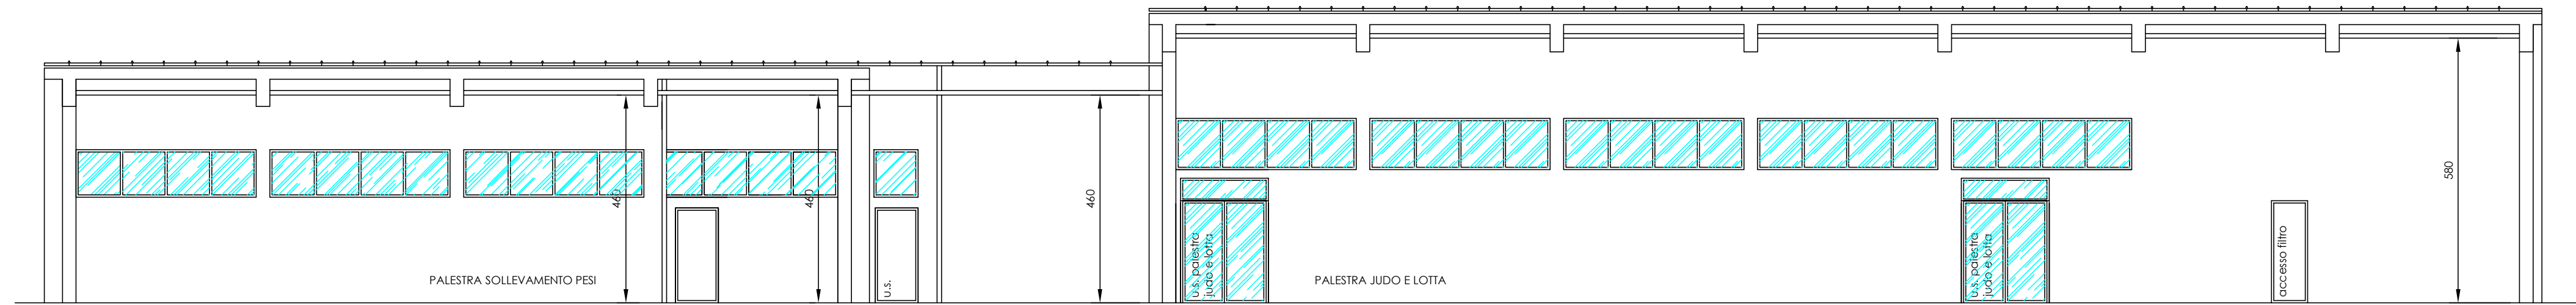 460
460
460
580
PALESTRA SOLLEVAMENTO PESI
u.s.
u.s. palestra
judo e lotta
PALESTRA JUDO E LOTTA
u.s. palestra
judo e lotta
accesso filtro